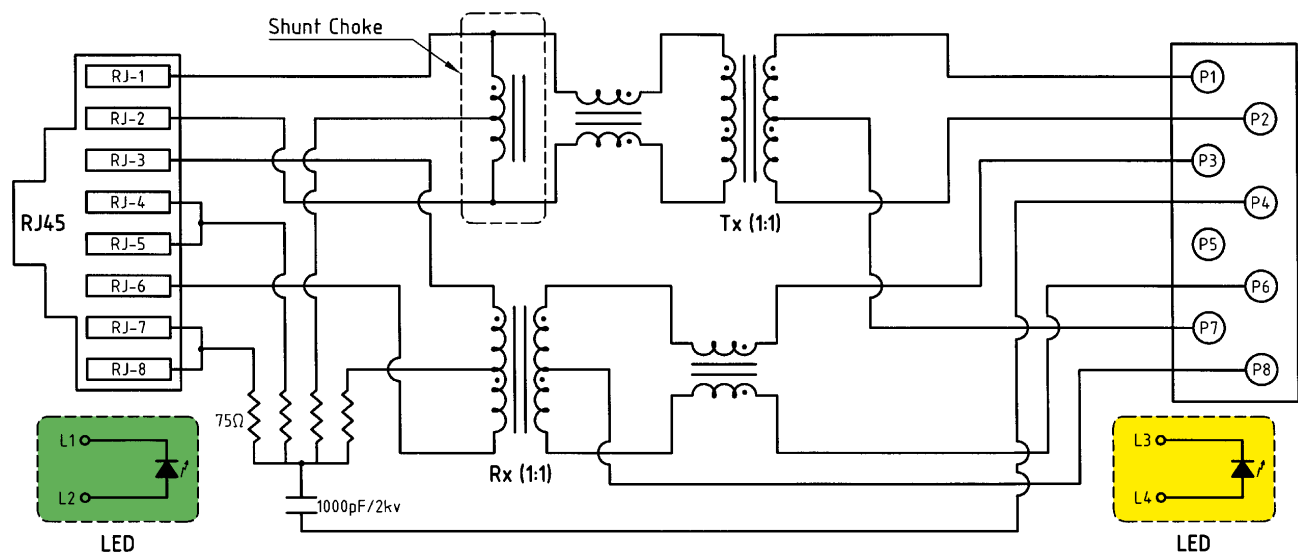 Shunt Choke
RJ-1
RJ-2
RJ-3
RJ-4
RJ-5
RJ-6
RJ-7
RJ-8
RJ45
Tx (1:1)
Rx (1:1)
P1
P2
P3
P4
P5
P6
P7
P8
75Ω
1000pF/2kv
L1
L2
LED
L3
L4
LED